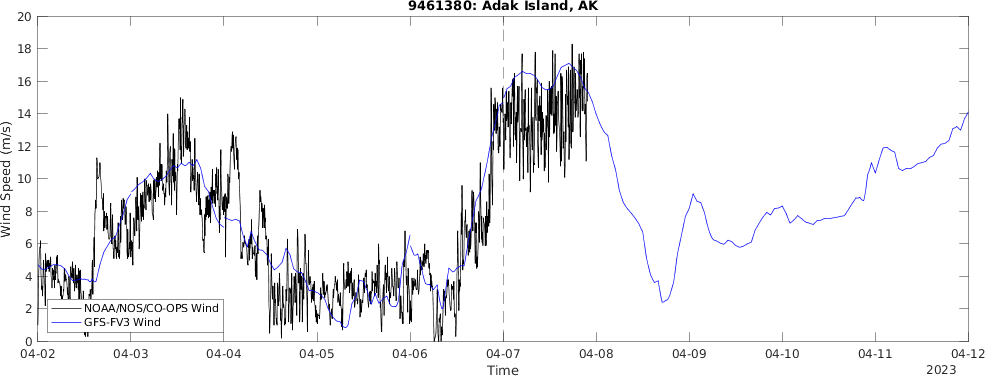 9461380: Adak Island, AK
20
18
16
14
12
10
8
6
4
2
0
Wind Speed (m/s)
NOAA/NOS/CO-OPS Wind
GFS-FV3 Wind
04-02 04-03 04-04 04-05 04-06 04-07 04-08 04-09 04-10 04-11 04-12
Time
2023